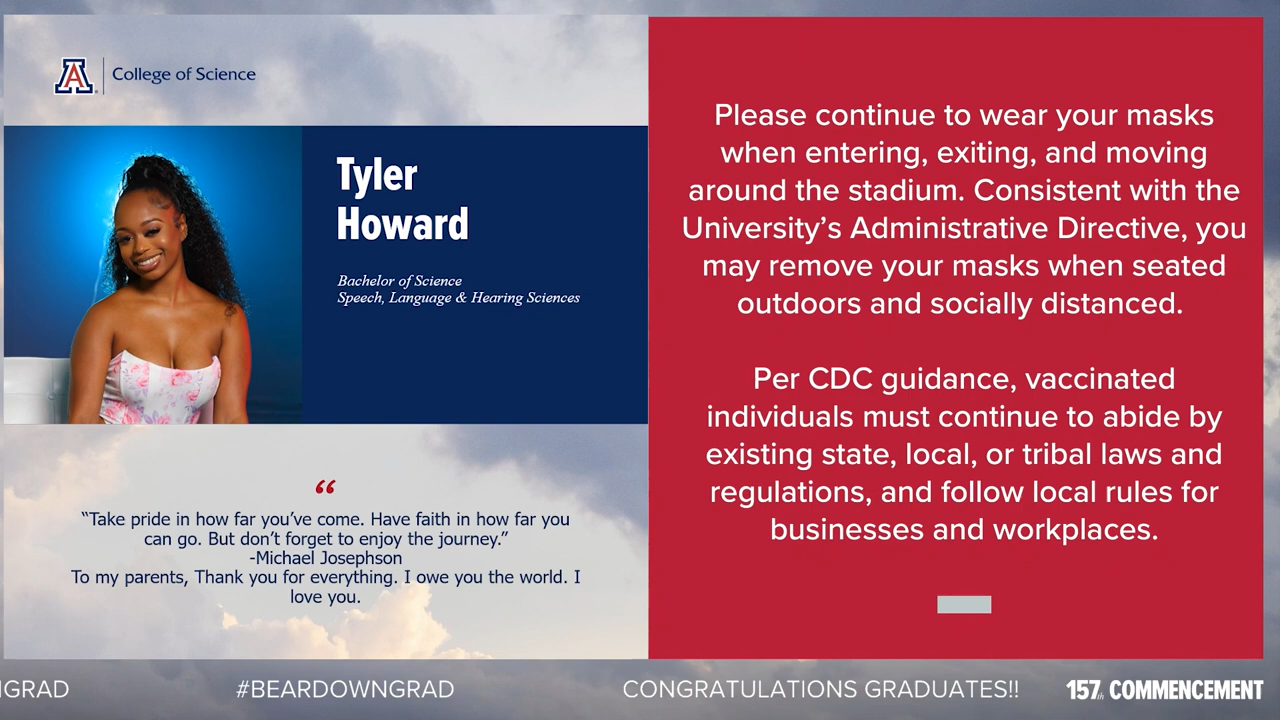 A
College of Science
Tyler
Howard
Bachelor of Science
Speech, Language & Hearing Sciences
“
“Take pride in how far you’ve come. Have faith in how far you
can go. But don’t forget to enjoy the journey.”
-Michael Josephson
To my parents, Thank you for everything. I owe you the world. I
love you.
Please continue to wear your masks
when entering, exiting, and moving
around the stadium. Consistent with the
University’s Administrative Directive, you
may remove your masks when seated
outdoors and socially distanced.
Per CDC guidance, vaccinated
individuals must continue to abide by
existing state, local, or tribal laws and
regulations, and follow local rules for
businesses and workplaces.
NGRAD #BEARDOWNGRAD CONGRATULATIONS GRADUATES!! 157th COMMENCEMENT